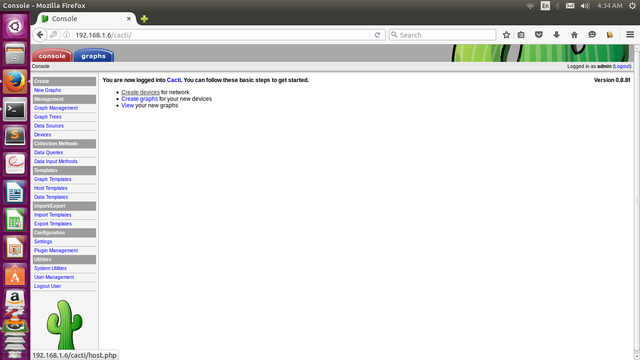 Console - Mozilla Firefox
En
4:34 AM
Console
192.168.1.6/cacti/
Search
console
graphs
Console
Logged in as admin (Logout)
Create
New Graphs
Management
Graph Management
Graph Trees
Data Sources
Devices
Collection Methods
Data Queries
Data Input Methods
Templates
Graph Templates
Host Templates
Data Templates
Import/Export
Import Templates
Export Templates
Configuration
Settings
Plugin Management
Utilities
System Utilities
User Management
Logout User
You are now logged into Cacti. You can follow these basic steps to get started.
Version 0.8.8f
Create devices for network
Create graphs for your new devices
View your new graphs
192.168.1.6/cacti/host.php